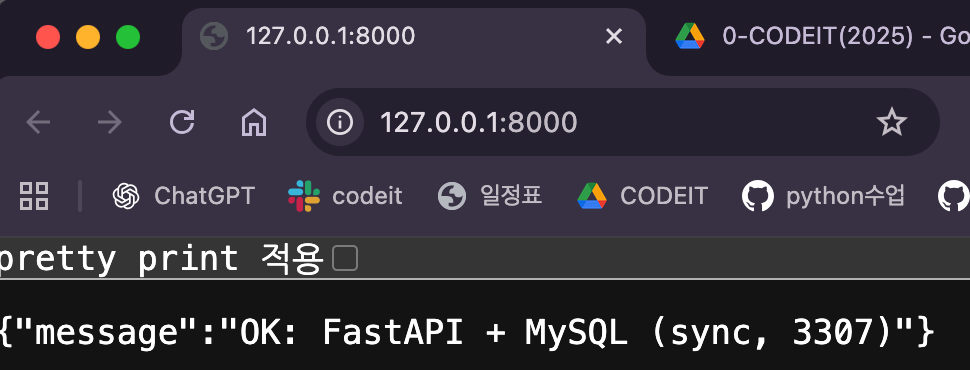 127.0.0.1:8000
0-CODEIT(2025) - Go
127.0.0.1:8000
ChatGPT codeit 일정표 CODEIT python수업
pretty print 적용
{"message":"OK: FastAPI + MySQL (sync, 3307)"}